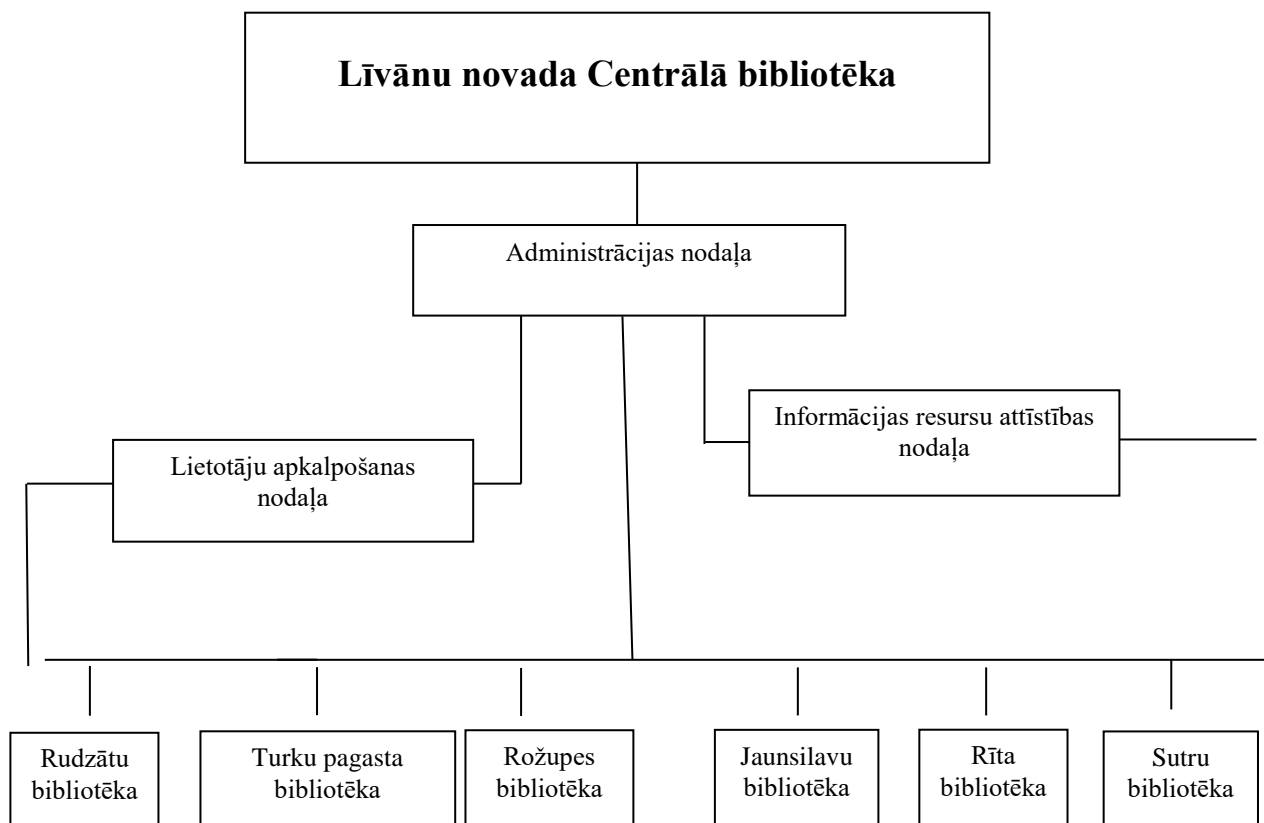 Līvānu novada Centrālā bibliotēka
Administrācijas nodaļa
Informācijas resursu attīstības
nodaļa
Lietotāju apkalpošanas
nodaļa
Rudzātu
bibliotēka
Turku pagasta
bibliotēka
Rožupes
bibliotēka
Jaunsilavu
bibliotēka
Rīta
bibliotēka
Sutru
bibliotēka